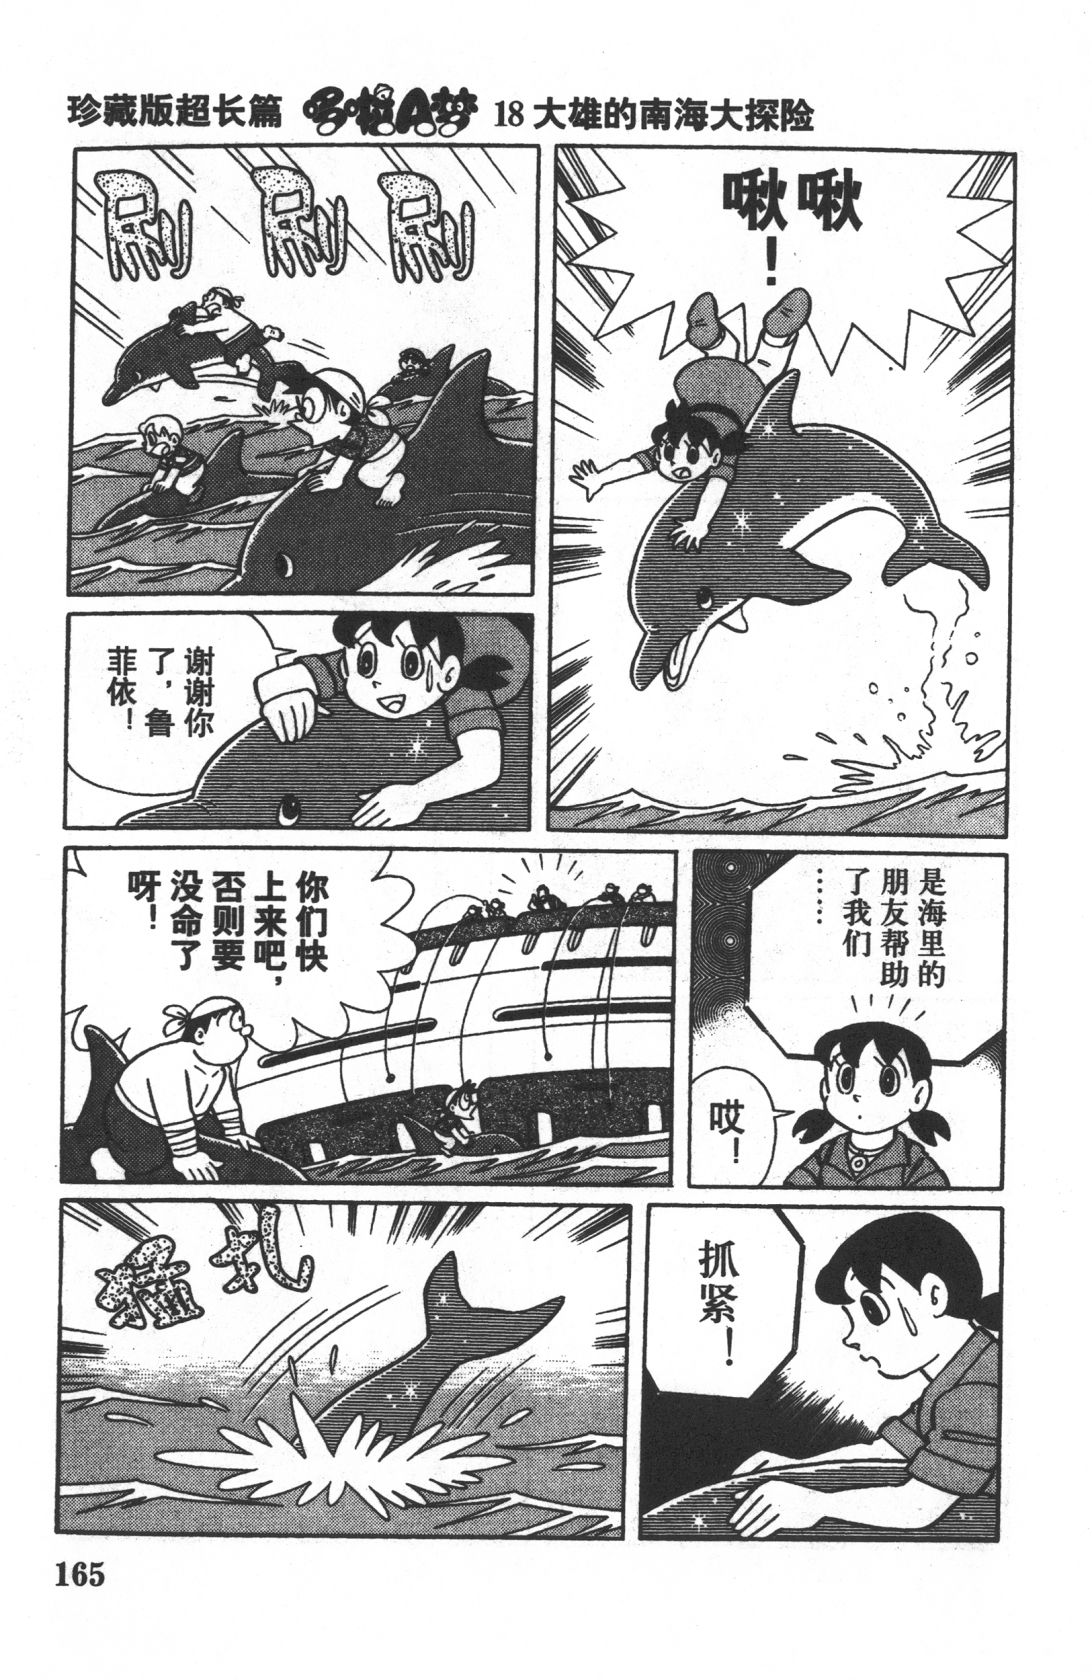 珍藏版超长篇 哆啦A梦 18 大雄的南海大探险
啾啾
！
刷 刷 刷
谢谢你
了，鲁
菲依！
是海里的
朋友帮助
了我们
……
哎！
你们快
上来吧，
否则要
没命了
呀！
抓
紧！
扎
165